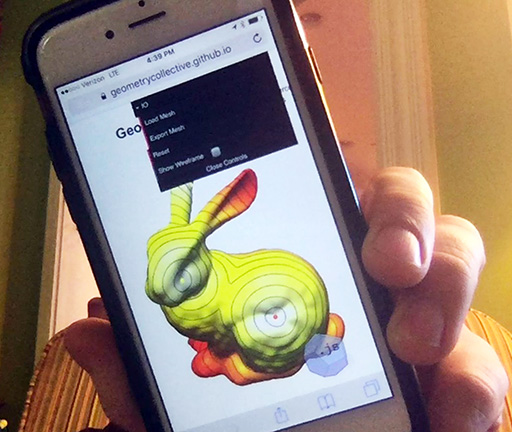 Verizon LTE
4:39 PM
geometrycollective.github.io
Geo
IO
Load Mesh
Export Mesh
Reset
Show Wireframe
Close Controls
.js